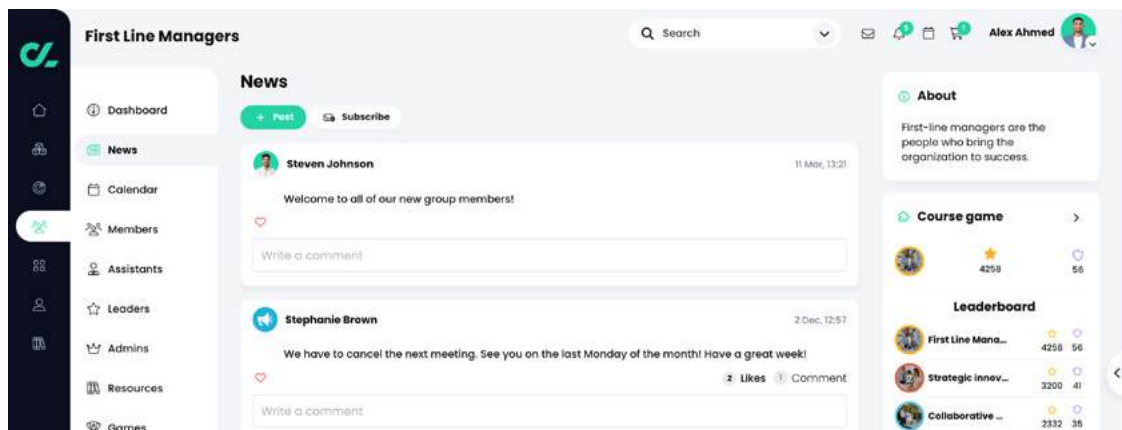 First Line Managers
Search
Alex Ahmed
Dashboard
News
Calendar
Members
Assistants
Leaders
Admins
Resources
Games
News
+ Post
Subscribe
Steven Johnson
11 Mar, 13:21
Welcome to all of our new group members!
Write a comment
Stephanie Brown
2 Dec, 12:57
We have to cancel the next meeting. See you on the last Monday of the month! Have a great week!
2 Likes 1 Comment
Write a comment
About
First-line managers are the
people who bring the
organization to success.
Course game
4258 56
Leaderboard
First Line Mana...
4258 56
Strategic innov...
3200 41
Collaborative ...
2332 35